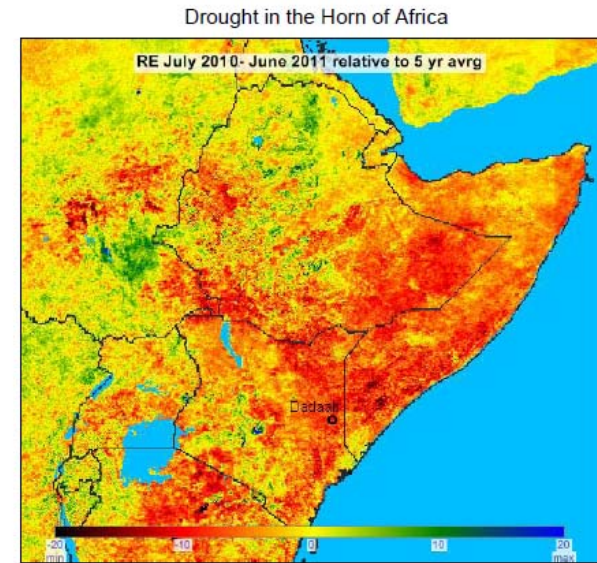 Drought in the Horn of Africa
RE July 2010- June 2011 relative to 5 yr avrg
Dadaab
-20 -10 0 10 20
min max